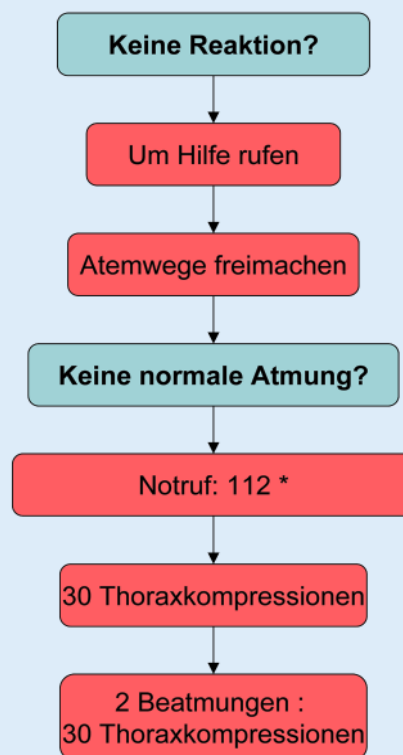 Keine Reaktion?
Um Hilfe rufen
Atemwege freimachen
Keine normale Atmung?
Notruf: 112 *
30 Thoraxkompressionen
2 Beatmungen :
30 Thoraxkompressionen